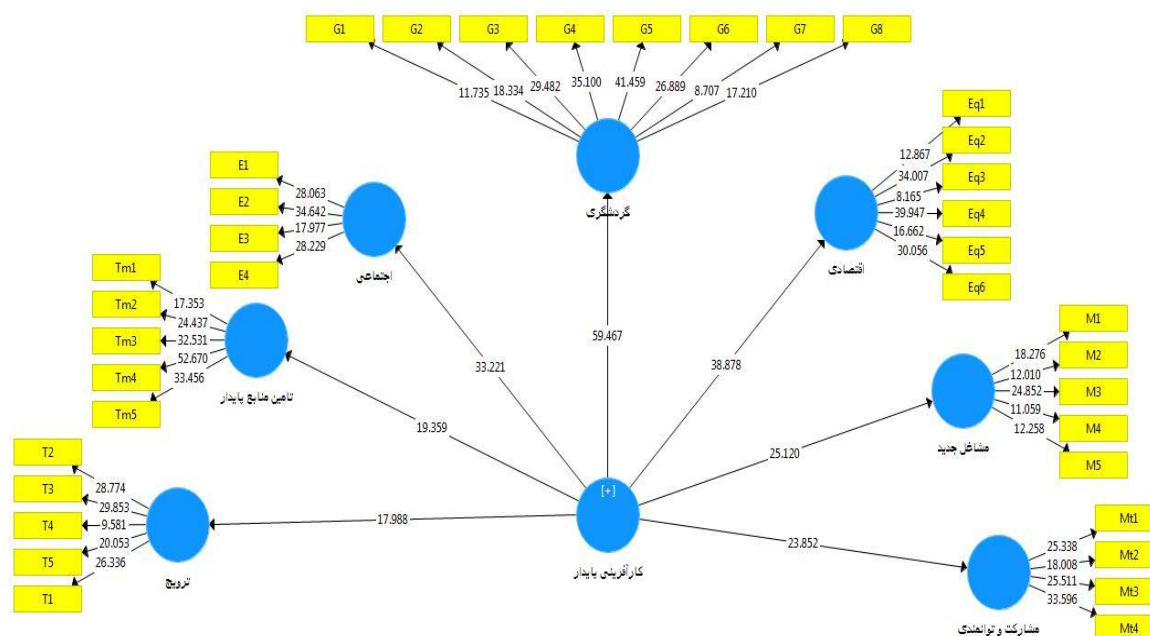 G1 G2 G3 G4 G5 G6 G7 G8
11.735 18.334 29.482 35.100 41.459 26.889 8.707 17.210
گردشگری
Eq1
Eq2
Eq3
Eq4
Eq5
Eq6
12.867
34.007
8.165
39.947
16.662
30.056
اقتصادی
E1
E2
E3
E4
28.063
34.642
17.977
28.229
اجتماعی
Tm1
Tm2
Tm3
Tm4
Tm5
17.353
24.437
32.531
52.670
33.456
تامین منابع پایدار
M1
M2
M3
M4
M5
18.276
12.010
24.852
11.059
12.258
مشاغل جدید
T2
T3
T4
T5
T1
28.774
29.853
9.581
20.053
26.336
ترویج
Mt1
Mt2
Mt3
Mt4
25.338
18.008
25.511
33.596
مشارکت و توانمندی
59.467
33.221
38.878
19.359
25.120
17.988
23.852
[+]
کارآفرینی پایدار